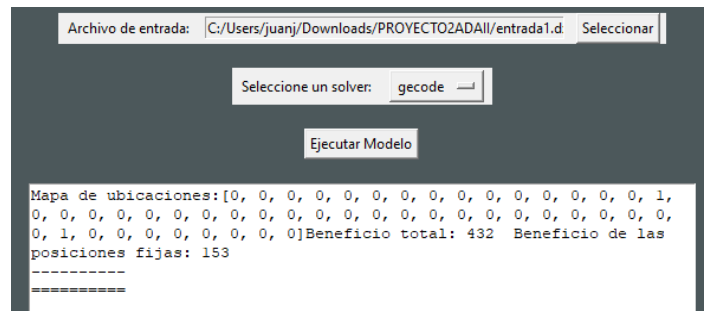 Archivo de entrada: C:/Users/juanj/Downloads/PROYECTO2ADAII/entrada1.d Seleccionar
Seleccione un solver: gecode
Ejecutar Modelo
Mapa de ubicaciones:[0, 0, 0, 0, 0, 0, 0, 0, 0, 0, 0, 0, 0, 0, 0, 1,
0, 0, 0, 0, 0, 0, 0, 0, 0, 0, 0, 0, 0, 0, 0, 0, 0, 0, 0, 0, 0, 0, 0,
0, 1, 0, 0, 0, 0, 0, 0, 0, 0]Beneficio total: 432  Beneficio de las
posiciones fijas: 153
----------
==========